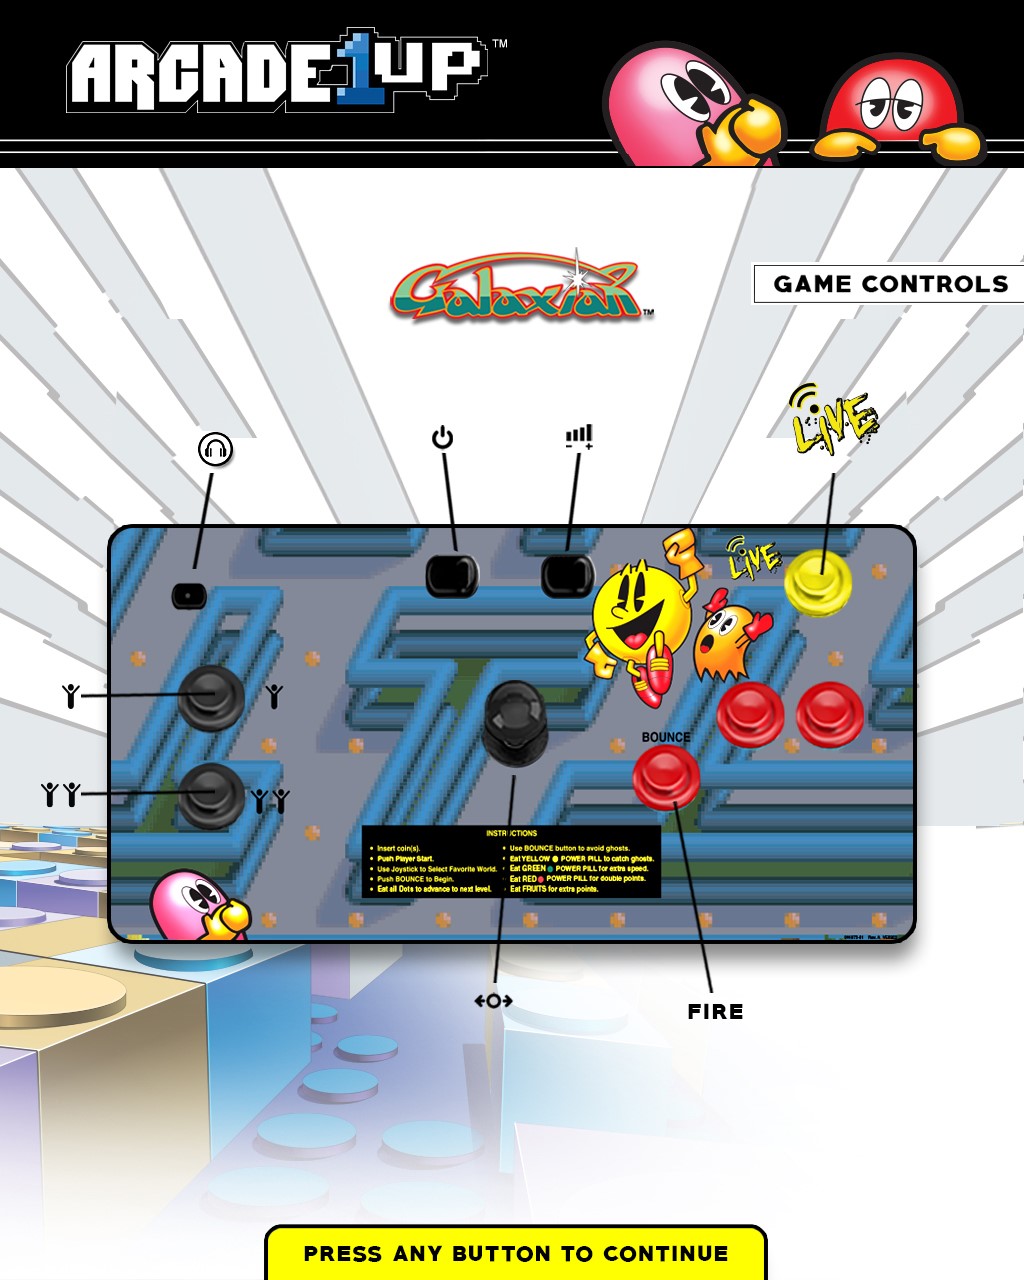 ARCADE1UP™
Galaxian™
GAME CONTROLS
LIVE
LIVE
BOUNCE
INSTRUCTIONS
• Insert coin(s).
• Push Player Start.
• Use Joystick to Select Favorite World.
• Push BOUNCE to Begin.
• Eat all Dots to advance to next level.
• Use BOUNCE button to avoid ghosts.
• Eat YELLOW POWER PILL to catch ghosts.
• Eat GREEN POWER PILL for extra speed.
• Eat RED POWER PILL for double points.
• Eat FRUITS for extra points.
FIRE
PRESS ANY BUTTON TO CONTINUE